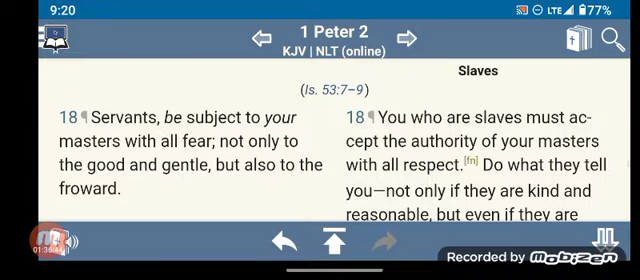 9:20
LTE 77%
1 Peter 2
KJV | NLT (online)
Slaves
(Is. 53:7–9)
18 ¶ Servants, be subject to your
masters with all fear; not only to
the good and gentle, but also to the
froward.
18 ¶ You who are slaves must ac-
cept the authority of your masters
with all respect.[fn] Do what they tell
you—not only if they are kind and
reasonable, but even if they are
Recorded by
Mobizen